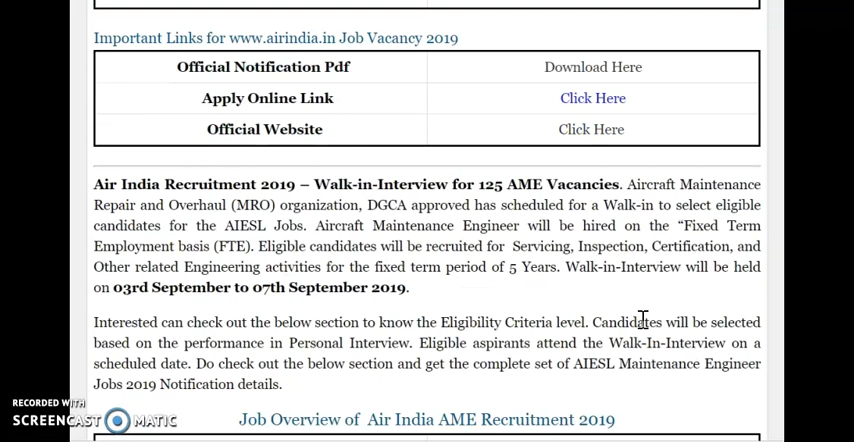 Important Links for www.airindia.in Job Vacancy 2019
Official Notification Pdf Download Here
Apply Online Link Click Here
Official Website Click Here
Air India Recruitment 2019 – Walk-in-Interview for 125 AME Vacancies. Aircraft Maintenance
Repair and Overhaul (MRO) organization, DGCA approved has scheduled for a Walk-in to select eligible
candidates for the AIESL Jobs. Aircraft Maintenance Engineer will be hired on the “Fixed Term
Employment basis (FTE). Eligible candidates will be recruited for Servicing, Inspection, Certification, and
Other related Engineering activities for the fixed term period of 5 Years. Walk-in-Interview will be held
on 03rd September to 07th September 2019.
Interested can check out the below section to know the Eligibility Criteria level. Candidates will be selected
based on the performance in Personal Interview. Eligible aspirants attend the Walk-In-Interview on a
scheduled date. Do check out the below section and get the complete set of AIESL Maintenance Engineer
Jobs 2019 Notification details.
Job Overview of Air India AME Recruitment 2019
RECORDED WITH
SCREENCAST MATIC